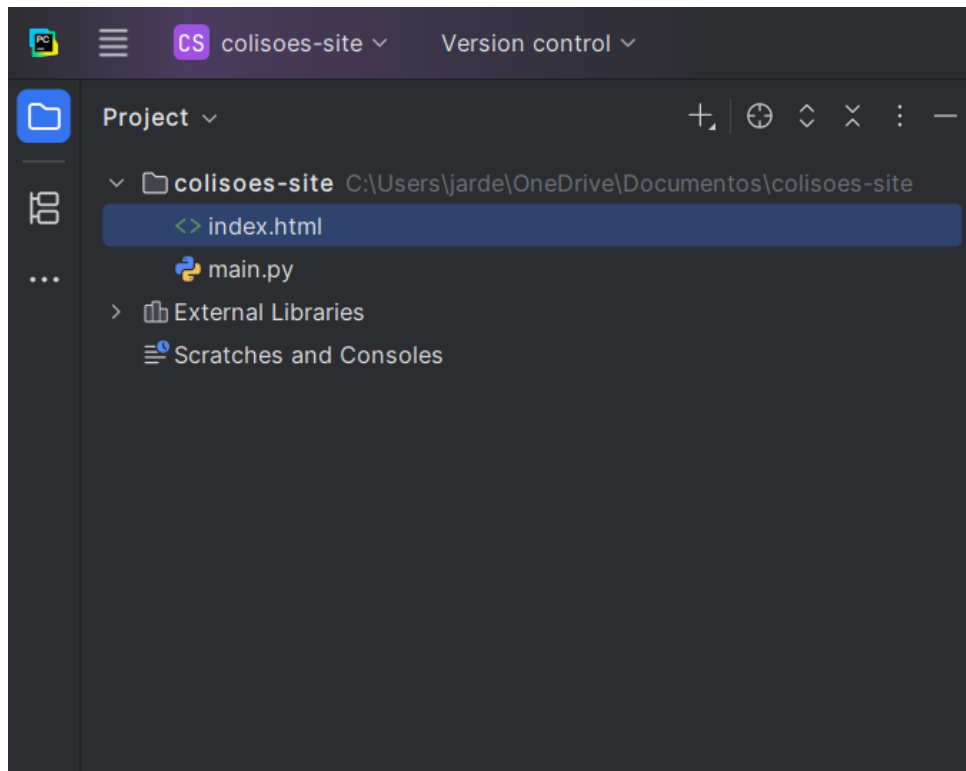 PC
CS colisoes-site Version control
Project
colisoes-site C:\Users\jarde\OneDrive\Documentos\colisoes-site
<> index.html
main.py
External Libraries
Scratches and Consoles